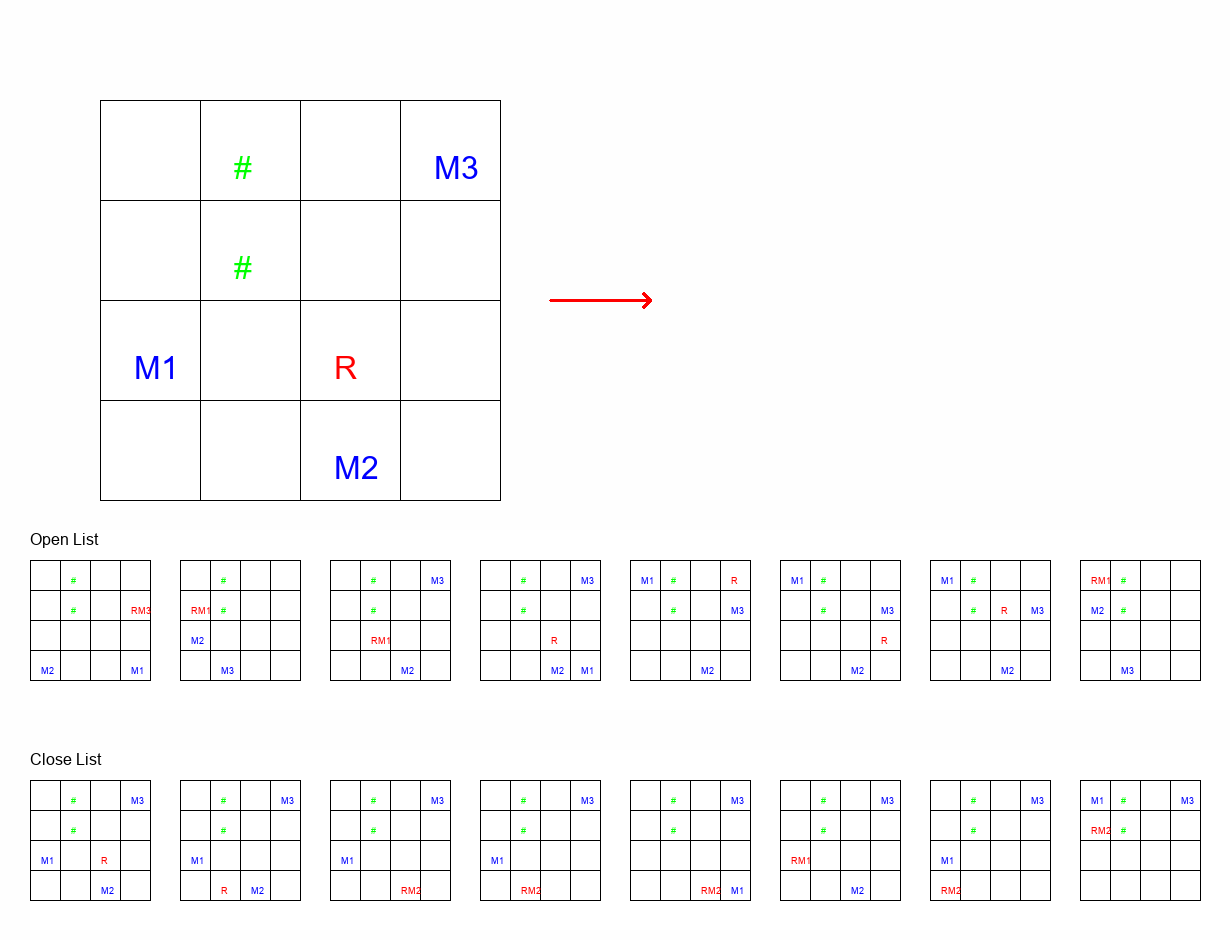 # M3
#
M1 R
M2
Open List
# # # M3 # M3 M1 # R M1 # M1 # RM1 #
# RM3 RM1 # # # # M3 # M3 # R M3 M2 #
M2 RM1 R R
M2 M1 M3 M2 M2 M1 M2 M2 M2 M3
Close List
# M3 # M3 # M3 # M3 # M3 # M3 # M3 M1 # M3
# # # # # # # RM2 #
M1 R M1 M1 M1 RM1 M1
M2 R M2 RM2 RM2 RM2 M1 M2 RM2